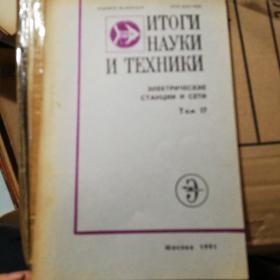 ИТОГИ
НАУКИ
И ТЕХНИКИ
ЭЛЕКТРИЧЕСКИЕ
СТАНЦИИ И СЕТИ
Том 17
Э
Москва 1991